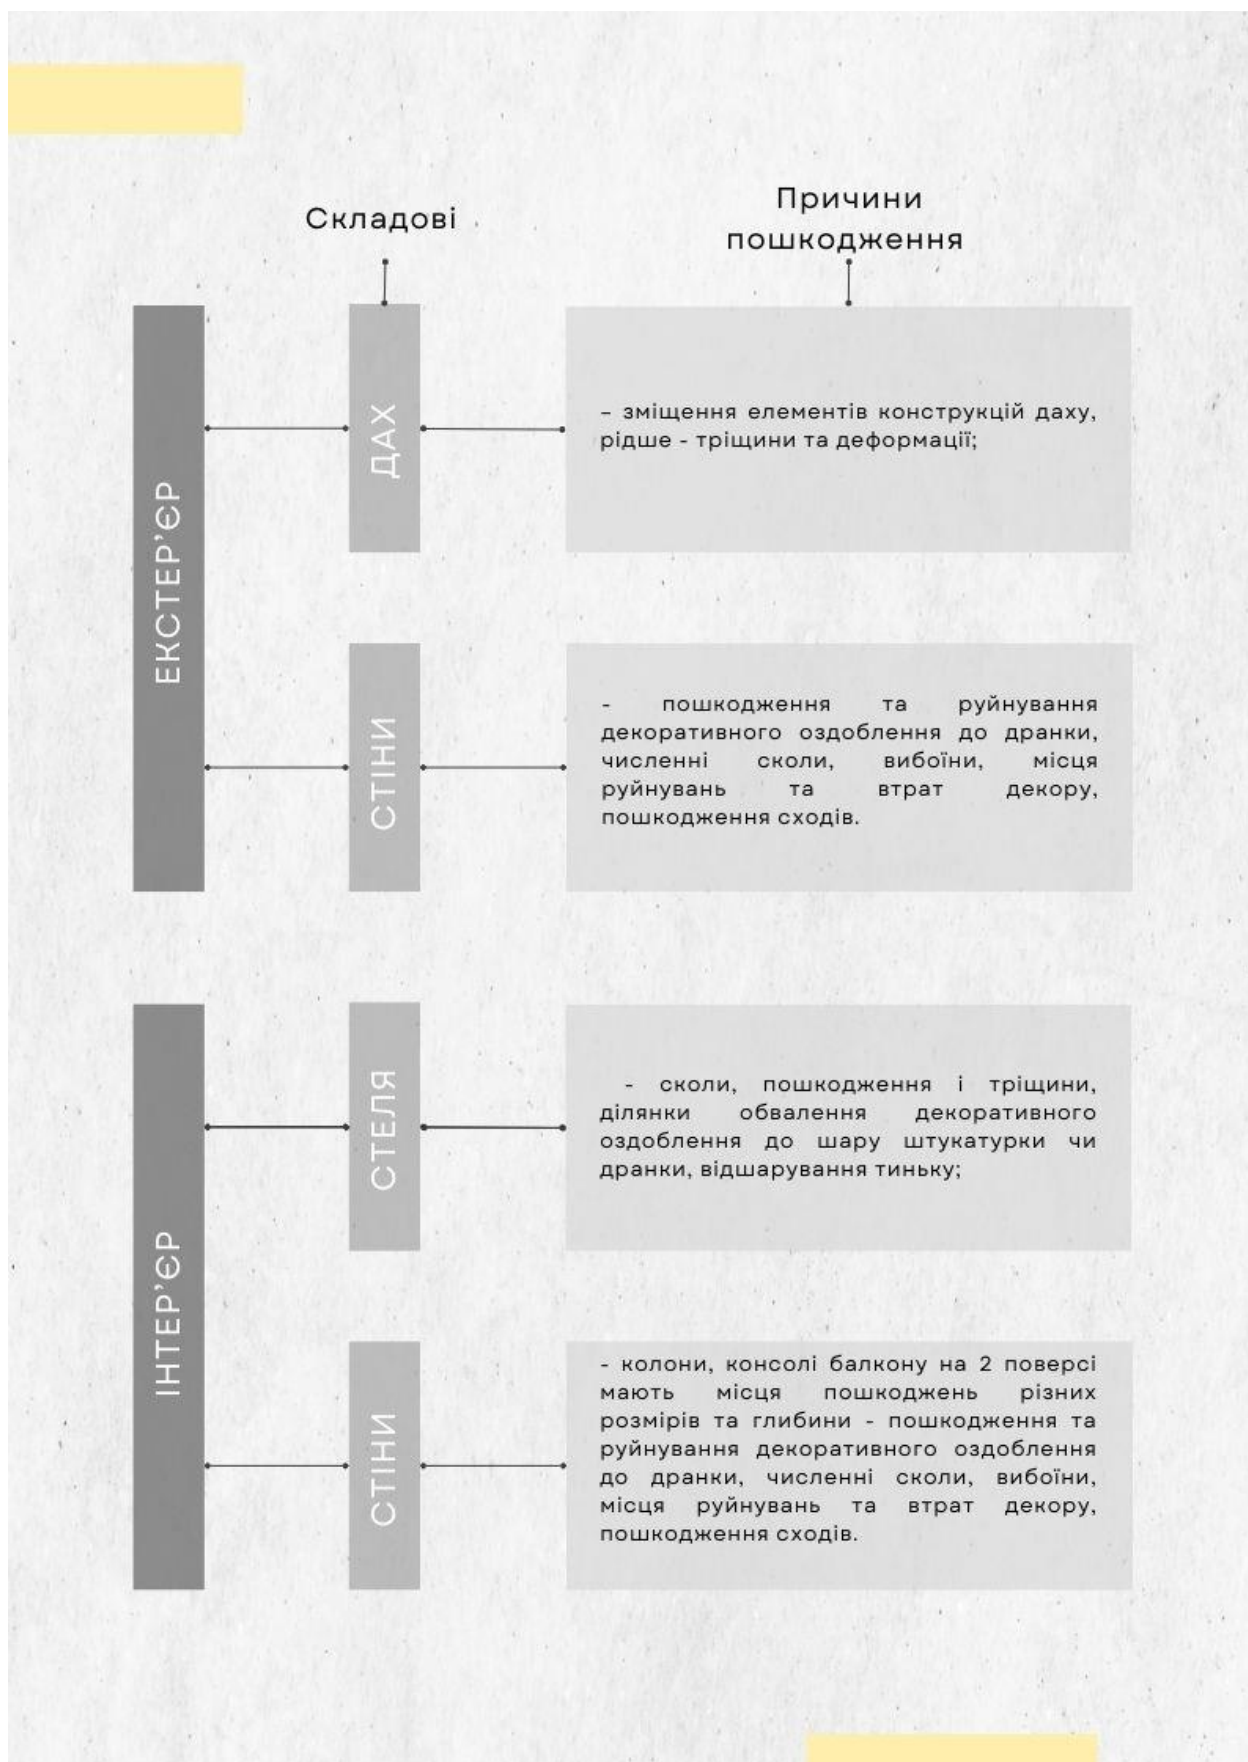 Складові
Причини
пошкодження
ЕКСТЕР’ЄР
ДАХ
– зміщення елементів конструкцій даху,
рідше - тріщини та деформації;
СТІНИ
- пошкодження та руйнування
декоративного оздоблення до дранки,
численні сколи, вибоїни, місця
руйнувань та втрат декору,
пошкодження сходів.
ІНТЕР’ЄР
СТЕЛЯ
- сколи, пошкодження і тріщини,
ділянки обвалення декоративного
оздоблення до шару штукатурки чи
дранки, відшарування тиньку;
СТІНИ
- колони, консолі балкону на 2 поверсі
мають місця пошкоджень різних
розмірів та глибини - пошкодження та
руйнування декоративного оздоблення
до дранки, численні сколи, вибоїни,
місця руйнувань та втрат декору,
пошкодження сходів.